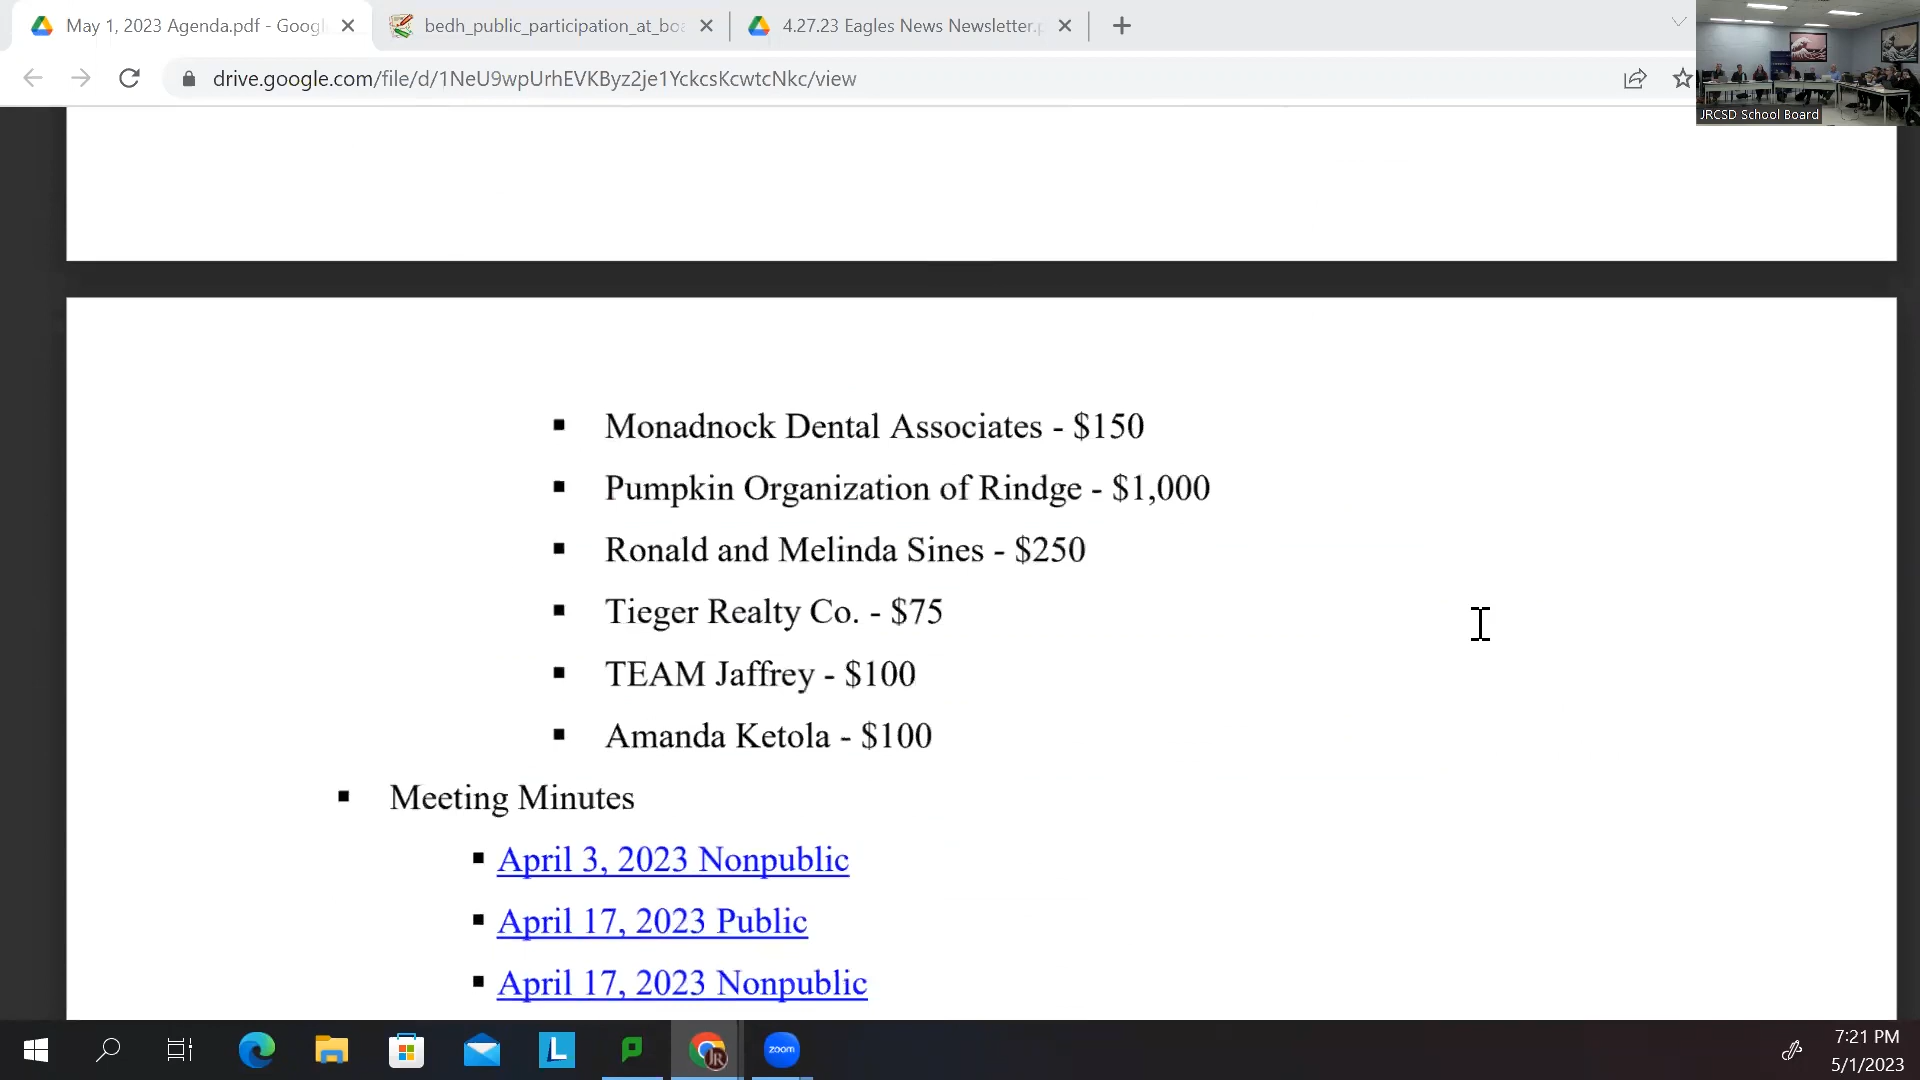 May 1, 2023 Agenda.pdf - Googl
bedh_public_participation_at_boa
4.27.23 Eagles News Newsletter.p
drive.google.com/file/d/1NeU9wpUrhEVKByz2je1YckcsKcwtcNkc/view
JRCSD School Board
▪ Monadnock Dental Associates - $150
▪ Pumpkin Organization of Rindge - $1,000
▪ Ronald and Melinda Sines - $250
▪ Tieger Realty Co. - $75
▪ TEAM Jaffrey - $100
▪ Amanda Ketola - $100
▪ Meeting Minutes
▪ April 3, 2023 Nonpublic
▪ April 17, 2023 Public
▪ April 17, 2023 Nonpublic
L
JR
zoom
7:21 PM
5/1/2023